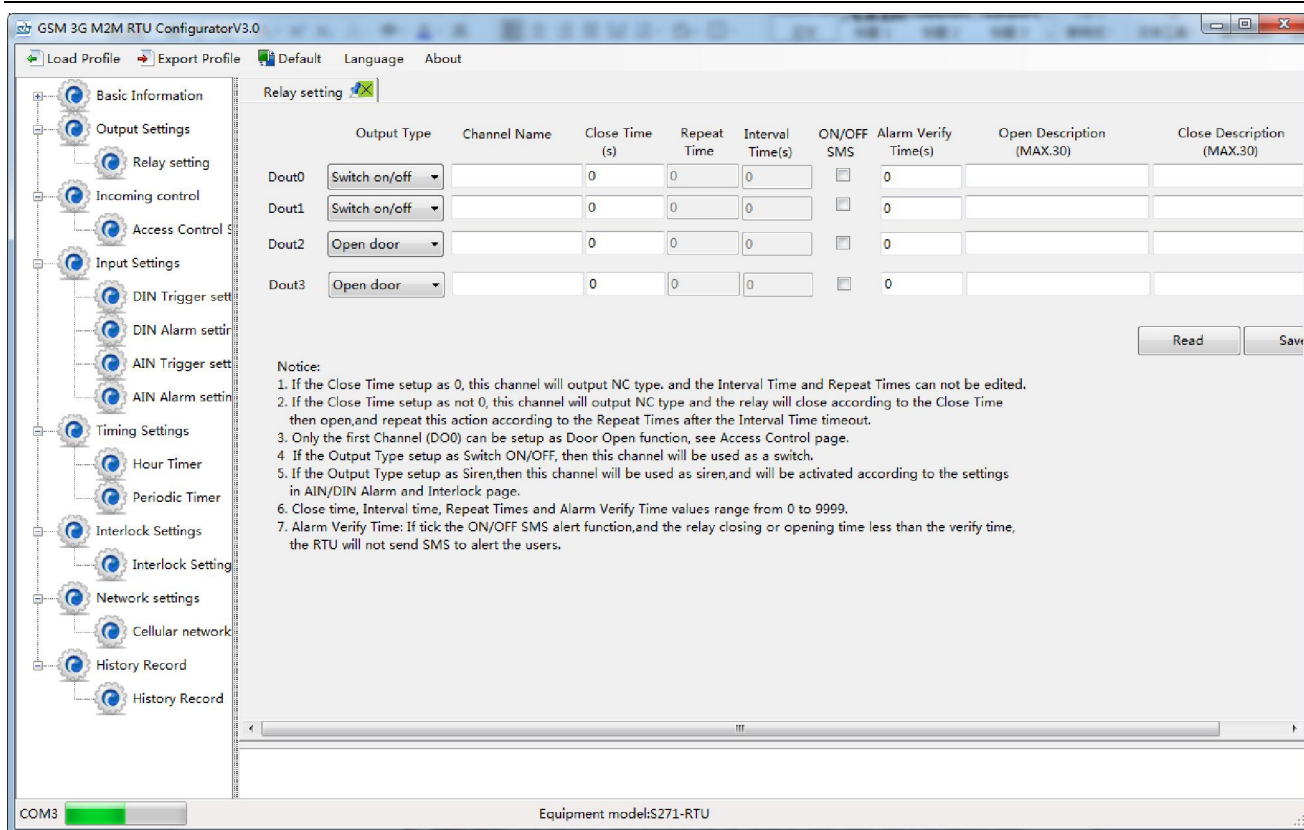 GSM 3G M2M RTU ConfiguratorV3.0
Load Profile Export Profile Default Language About
Basic Information
Output Settings
Relay setting
Incoming control
Access Control S
Input Settings
DIN Trigger sett
DIN Alarm settin
AIN Trigger sett
AIN Alarm settin
Timing Settings
Hour Timer
Periodic Timer
Interlock Settings
Interlock Setting
Network settings
Cellular network
History Record
History Record
Relay setting
Output Type Channel Name Close Time (s) Repeat Time Interval Time(s) ON/OFF SMS Alarm Verify Time(s) Open Description (MAX.30) Close Description (MAX.30)
Dout0 Switch on/off 0 0 0 0
Dout1 Switch on/off 0 0 0 0
Dout2 Open door 0 0 0 0
Dout3 Open door 0 0 0 0
Read Save
Notice:
1. If the Close Time setup as 0, this channel will output NC type. and the Interval Time and Repeat Times can not be edited.
2. If the Close Time setup as not 0, this channel will output NC type and the relay will close according to the Close Time
then open,and repeat this action according to the Repeat Times after the Interval Time timeout.
3. Only the first Channel (DO0) can be setup as Door Open function, see Access Control page.
4 If the Output Type setup as Switch ON/OFF, then this channel will be used as a switch.
5. If the Output Type setup as Siren,then this channel will be used as siren,and will be activated according to the settings
in AIN/DIN Alarm and Interlock page.
6. Close time, Interval time, Repeat Times and Alarm Verify Time values range from 0 to 9999.
7. Alarm Verify Time: If tick the ON/OFF SMS alert function,and the relay closing or opening time less than the verify time,
the RTU will not send SMS to alert the users.
COM3 Equipment model:S271-RTU